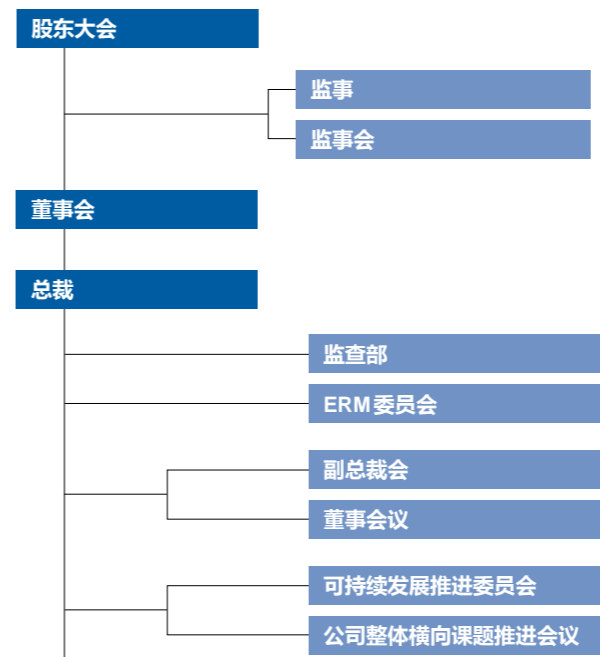 股东大会
监事
监事会
董事会
总裁
监查部
ERM委员会
副总裁会
董事会议
可持续发展推进委员会
公司整体横向课题推进会议